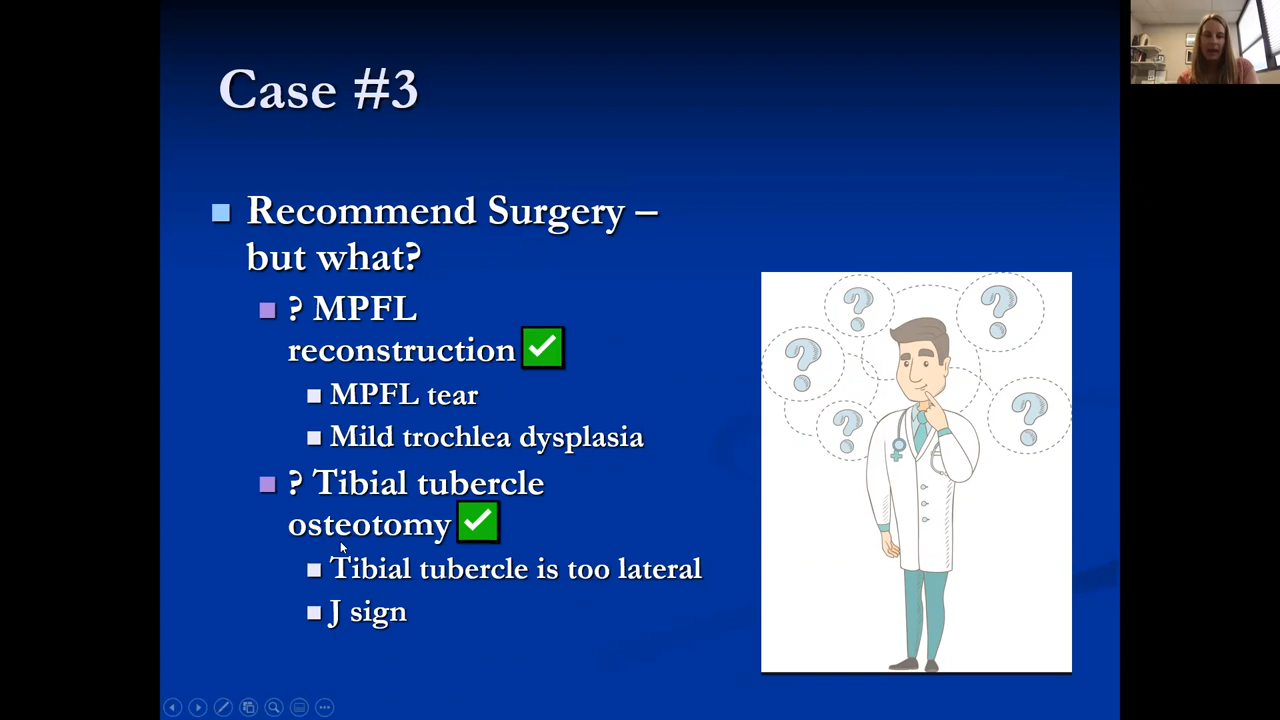 Case #3
Recommend Surgery –
but what?
? MPFL
reconstruction
MPFL tear
Mild trochlea dysplasia
? Tibial tubercle
osteotomy
Tibial tubercle is too lateral
J sign